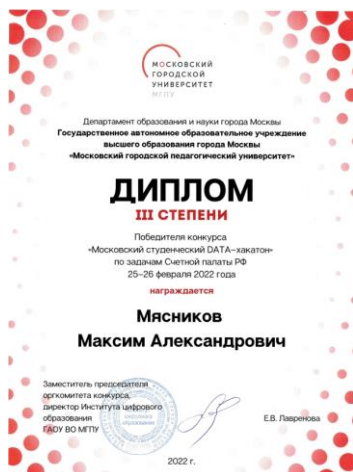 МОСКОВСКИЙ
ГОРОДСКОЙ
УНИВЕРСИТЕТ
МГПУ
Департамент образования и науки города Москвы
Государственное автономное образовательное учреждение
высшего образования города Москвы
«Московский городской педагогический университет»
ДИПЛОМ
III СТЕПЕНИ
Победителя конкурса
«Московский студенческий DATA-хакатон»
по задачам Счетной палаты РФ
25-26 февраля 2022 года
награждается
Мясников
Максим Александрович
Заместитель председателя
оргкомитета конкурса,
директор Института цифрового
образования
ГАОУ ВО МГПУ
Е.В. Лавренова
2022 г.